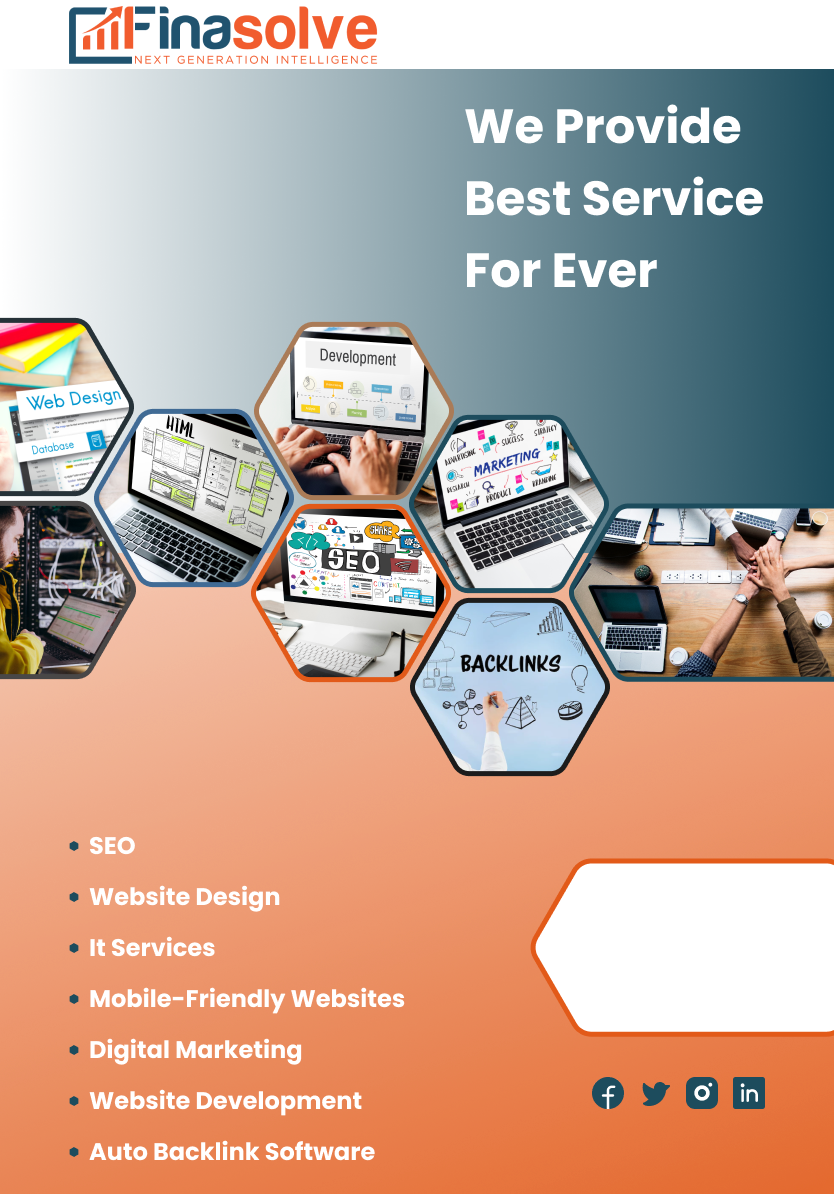 Finasolve
NEXT GENERATION INTELLIGENCE
We Provide
Best Service
For Ever
Web Design
Database
HTML
Development
ADVERTISING
SUCCESS
STRATEGY
MARKETING
RESEARCH
PRODUCT
BRANDING
SHARE
SEO
CONTENT
BACKLINKS
SEO
Website Design
It Services
Mobile-Friendly Websites
Digital Marketing
Website Development
Auto Backlink Software